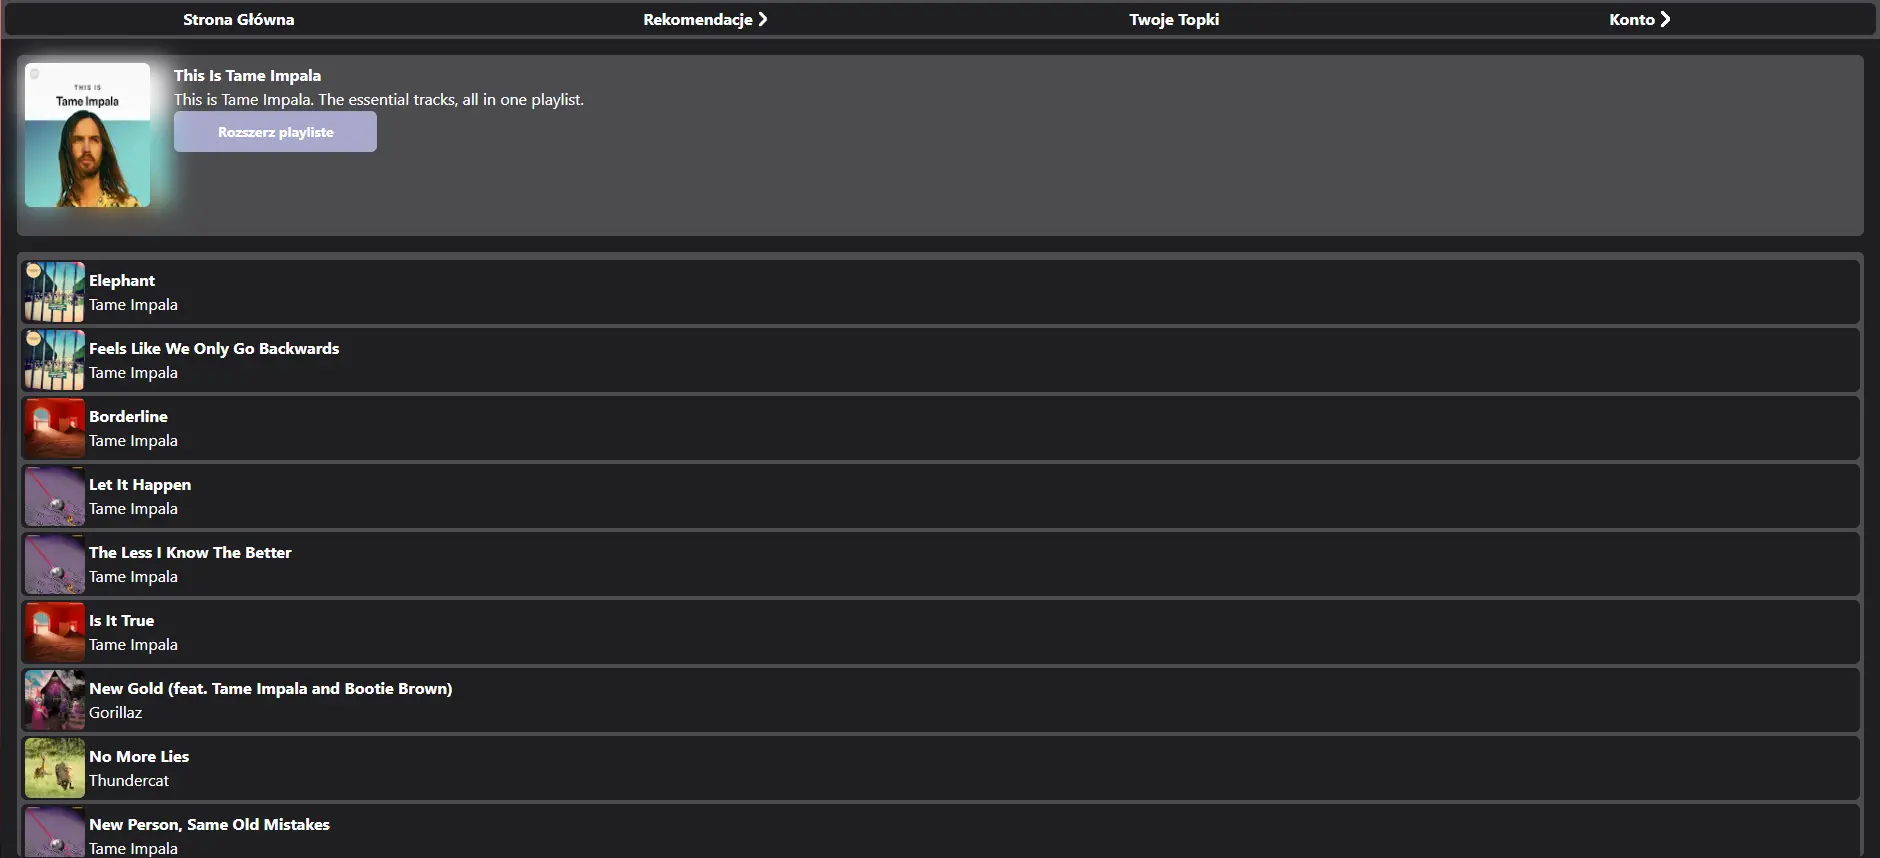 Strona Główna
Rekomendacje
Twoje Topki
Konto
THIS IS
Tame Impala
This Is Tame Impala
This is Tame Impala. The essential tracks, all in one playlist.
Rozszerz playliste
Elephant
Tame Impala
Feels Like We Only Go Backwards
Tame Impala
Borderline
Tame Impala
Let It Happen
Tame Impala
The Less I Know The Better
Tame Impala
Is It True
Tame Impala
New Gold (feat. Tame Impala and Bootie Brown)
Gorillaz
No More Lies
Thundercat
New Person, Same Old Mistakes
Tame Impala